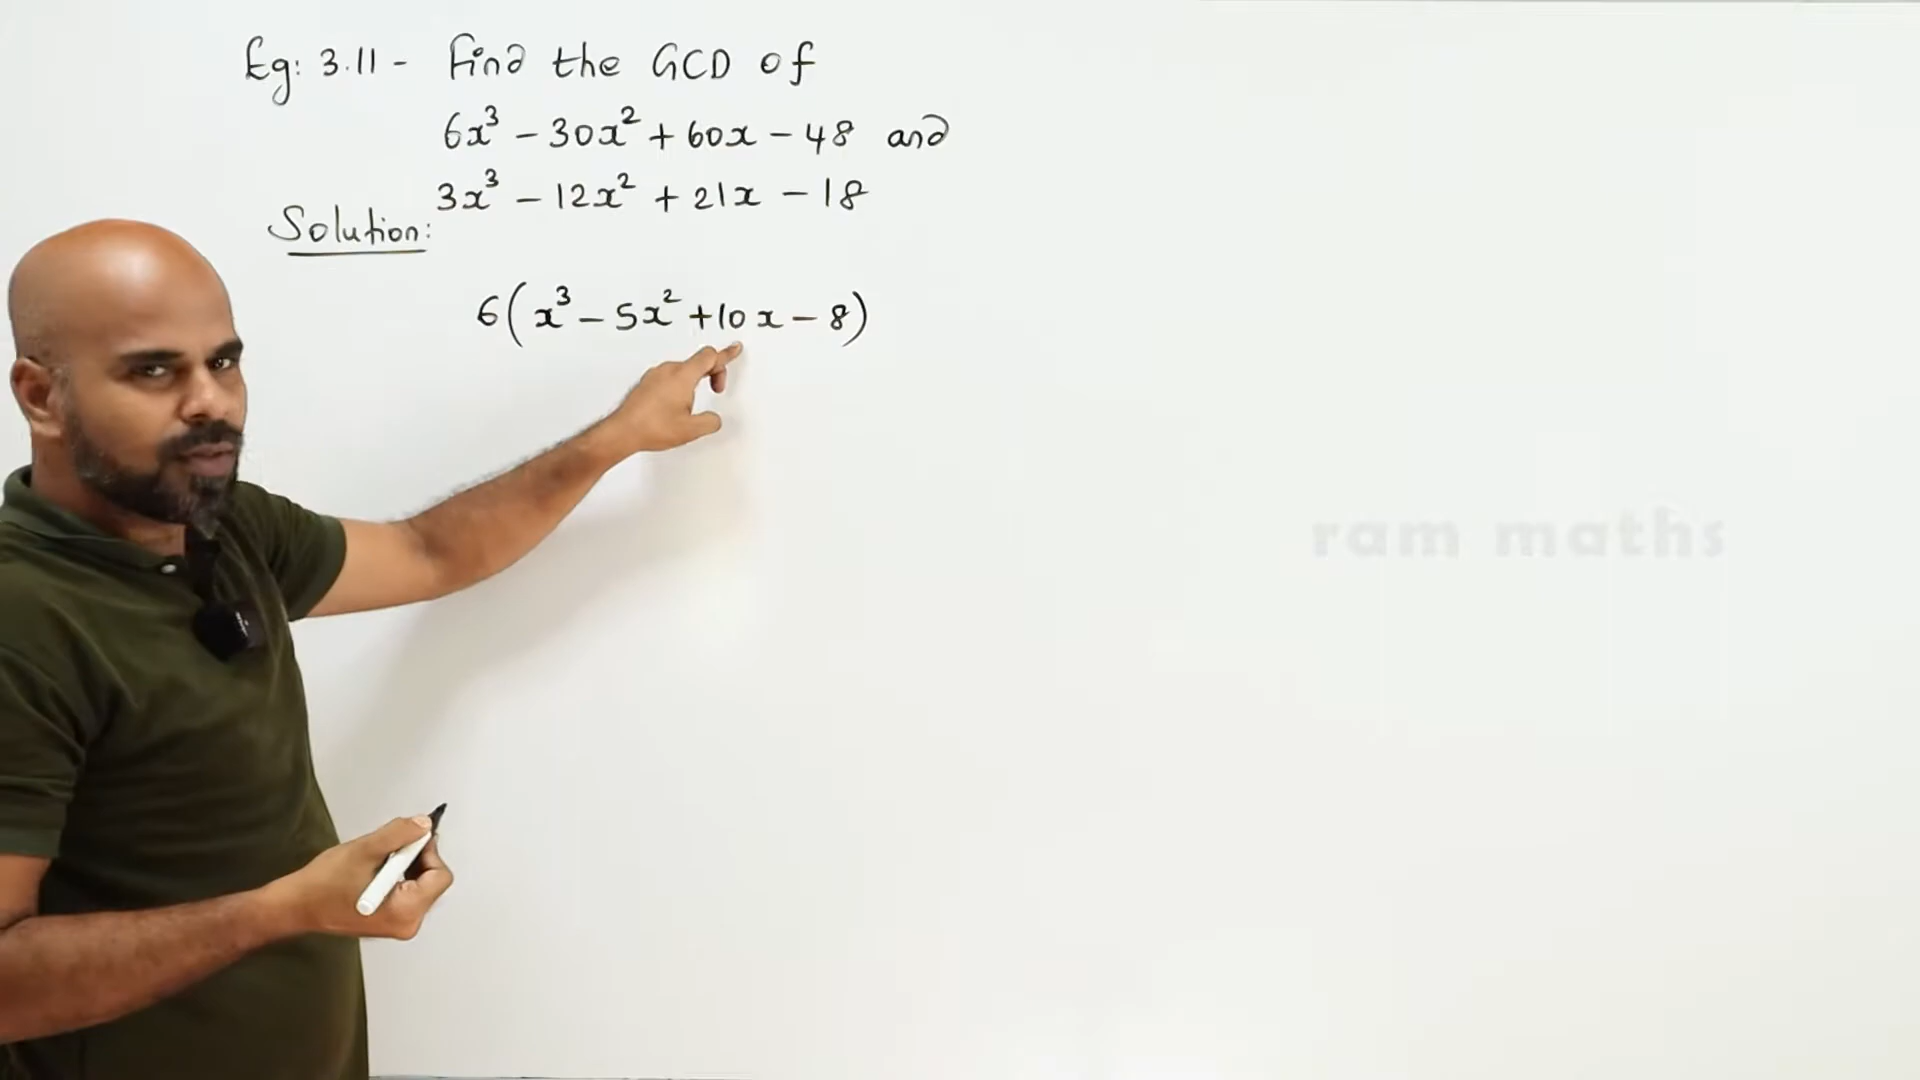 Eg: 3.11 - Find the GCD of
6x³ - 30x² + 60x - 48 and
3x³ - 12x² + 21x - 18
Solution:
6(x³ - 5x² + 10x - 8)
ram maths